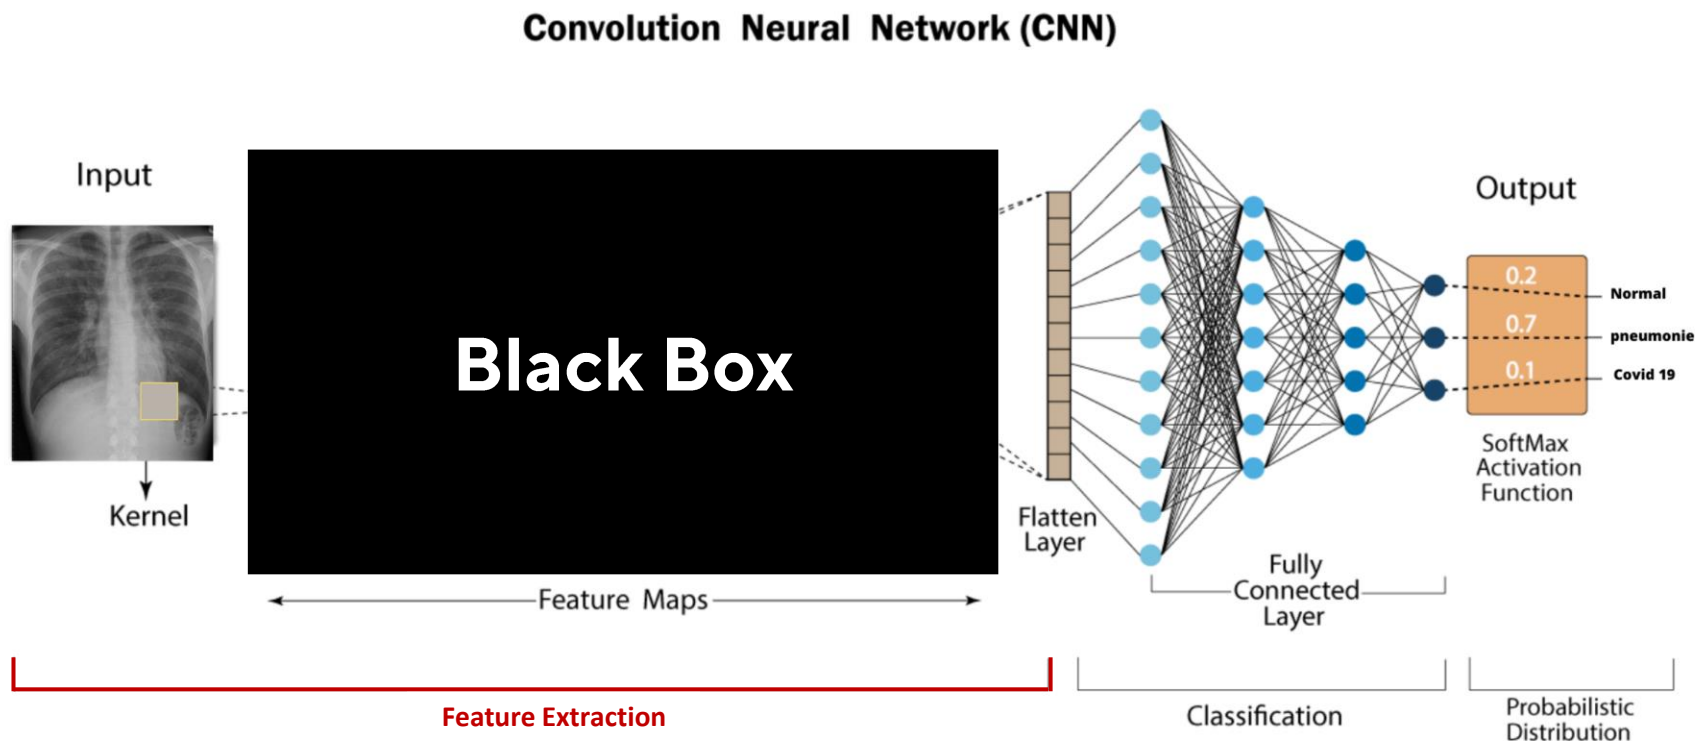 Convolution Neural Network (CNN)
Input
Kernel
Black Box
Feature Maps
Feature Extraction
Flatten
Layer
Fully
Connected
Layer
Classification
Output
0.2
Normal
0.7
pneumonie
0.1
Covid 19
SoftMax
Activation
Function
Probabilistic
Distribution